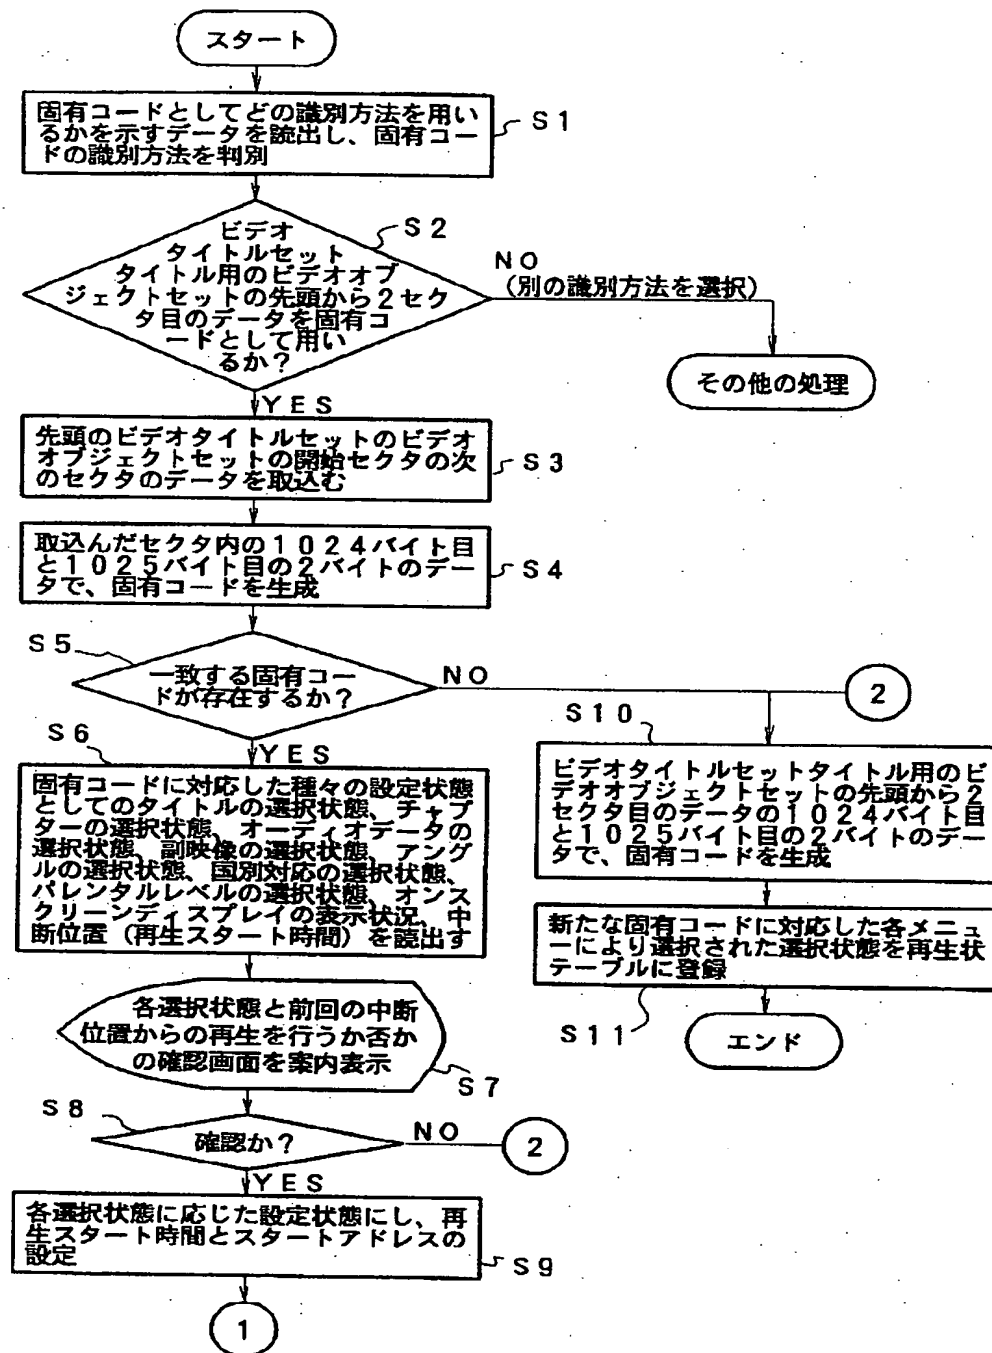 スタート
固有コードとしてどの識別方法を用い
るかを示すデータを読出し、固有コー
ドの識別方法を判別
S1
ビデオ
タイトルセット
タイトル用のビデオオブ
ジェクトセットの先頭から2セク
タ目のデータを固有コ
ードとして用い
るか?
S2
NO
(別の識別方法を選択)
その他の処理
YES
先頭のビデオタイトルセットのビデオ
オブジェクトセットの開始セクタの次
のセクタのデータを取込む
S3
取込んだセクタ内の1024バイト目
と1025バイト目の2バイトのデー
タで、固有コードを生成
S4
S5
一致する固有コー
ドが存在するか?
NO
2
YES
S6
固有コードに対応した種々の設定状態
としてのタイトルの選択状態、チャプ
ターの選択状態、オーディオデータの
選択状態、副映像の選択状態、アング
ルの選択状態、国別対応の選択状態、
パレンタルレベルの選択状態、オンス
クリーンディスプレイの表示状況、中
断位置(再生スタート時間)を読出す
S10
ビデオタイトルセットタイトル用のビ
デオオブジェクトセットの先頭から2
セクタ目のデータの1024バイト目
と1025バイト目の2バイトのデー
タで、固有コードを生成
新たな固有コードに対応した各メニュ
ーにより選択された選択状態を再生状
テーブルに登録
S11
エンド
各選択状態と前回の中断
位置からの再生を行うか否か
の確認画面を案内表示
S7
S8
確認か?
NO
2
YES
各選択状態に応じた設定状態にし、再
生スタート時間とスタートアドレスの
設定
S9
1